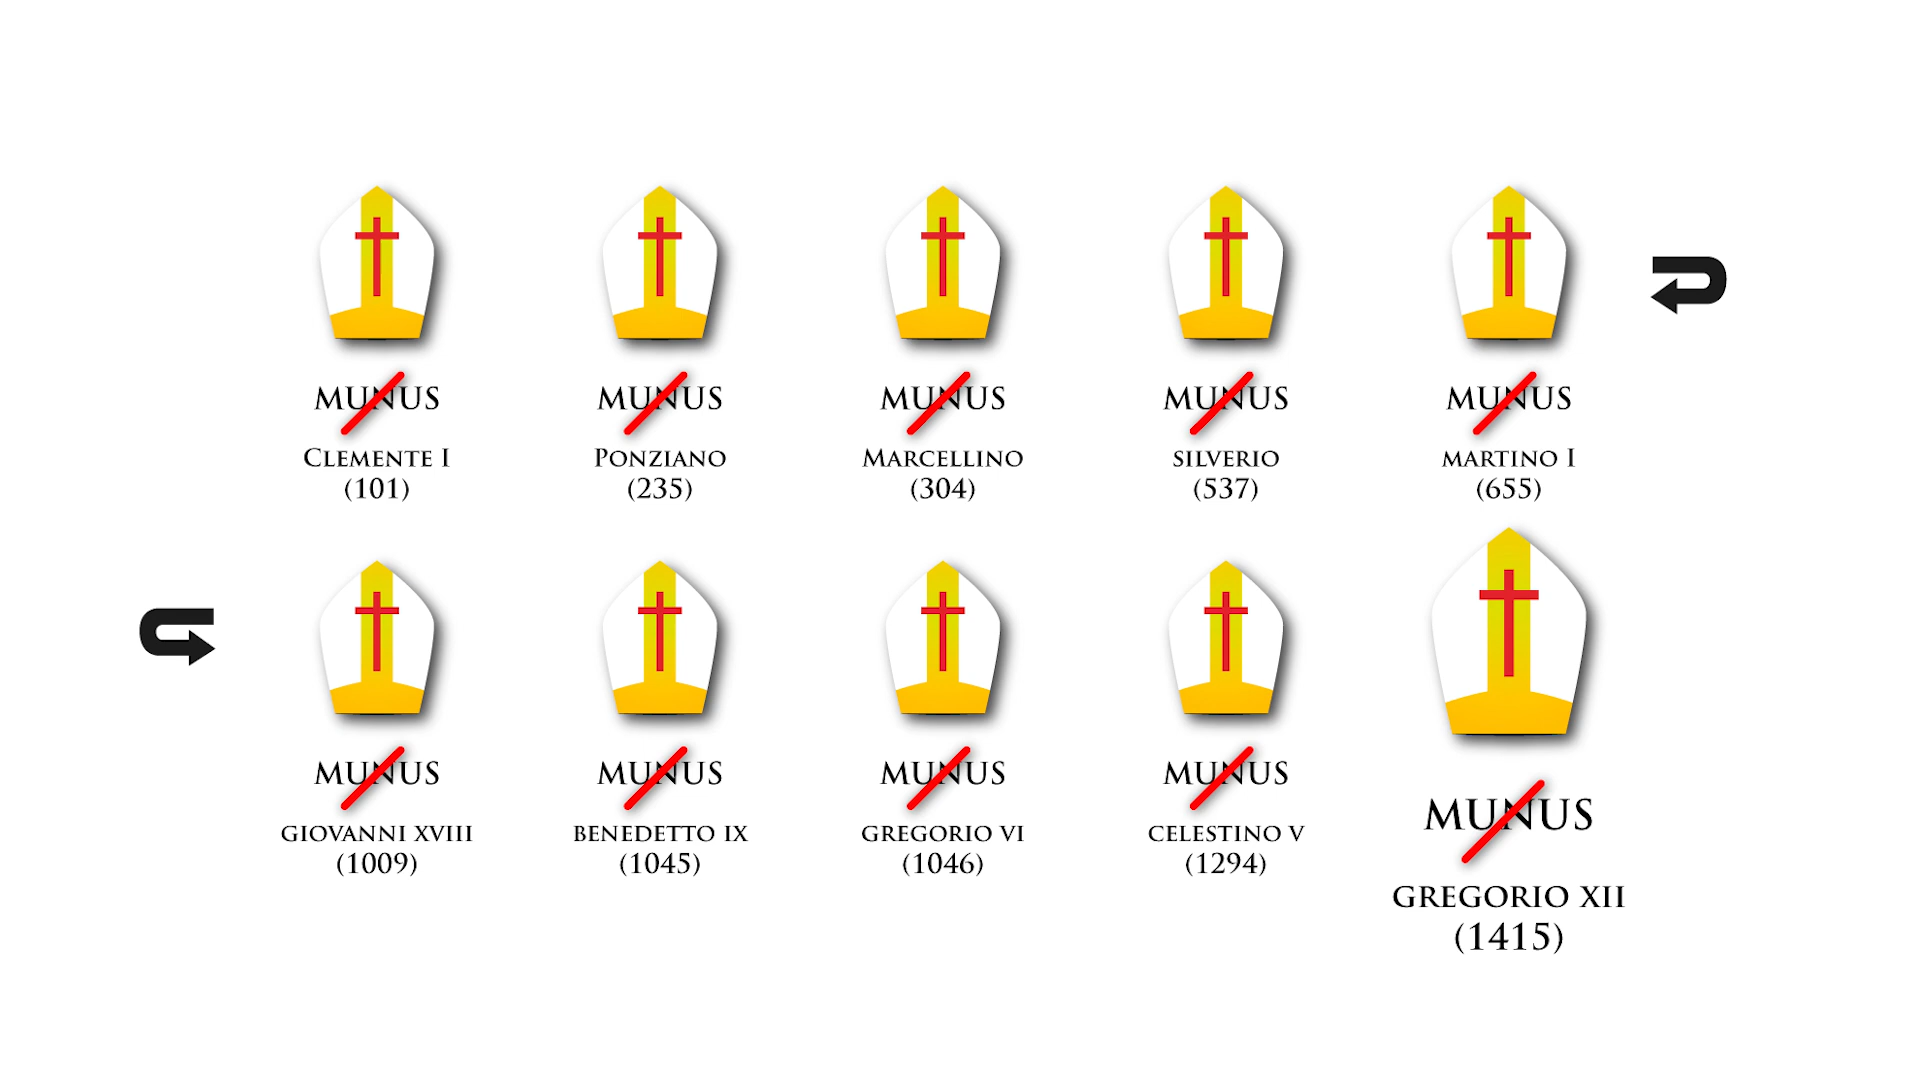 MUNUS
Clemente I
(101)
MUNUS
Ponziano
(235)
MUNUS
Marcellino
(304)
MUNUS
silverio
(537)
MUNUS
martino I
(655)
MUNUS
giovanni xviii
(1009)
MUNUS
benedetto ix
(1045)
MUNUS
gregorio vi
(1046)
MUNUS
celestino v
(1294)
MUNUS
gregorio xii
(1415)